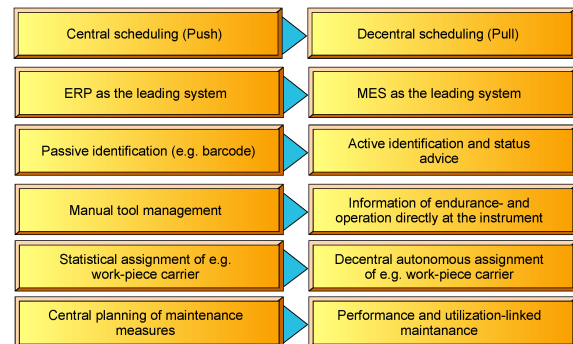 Central scheduling (Push)
Decentral scheduling (Pull)
ERP as the leading system
MES as the leading system
Passive identification (e.g. barcode)
Active identification and status
advice
Manual tool management
Information of endurance- and
operation directly at the instrument
Statistical assignment of e.g.
work-piece carrier
Decentral autonomous assignment
of e.g. work-piece carrier
Central planning of maintenance
measures
Performance and utilization-linked
maintanance